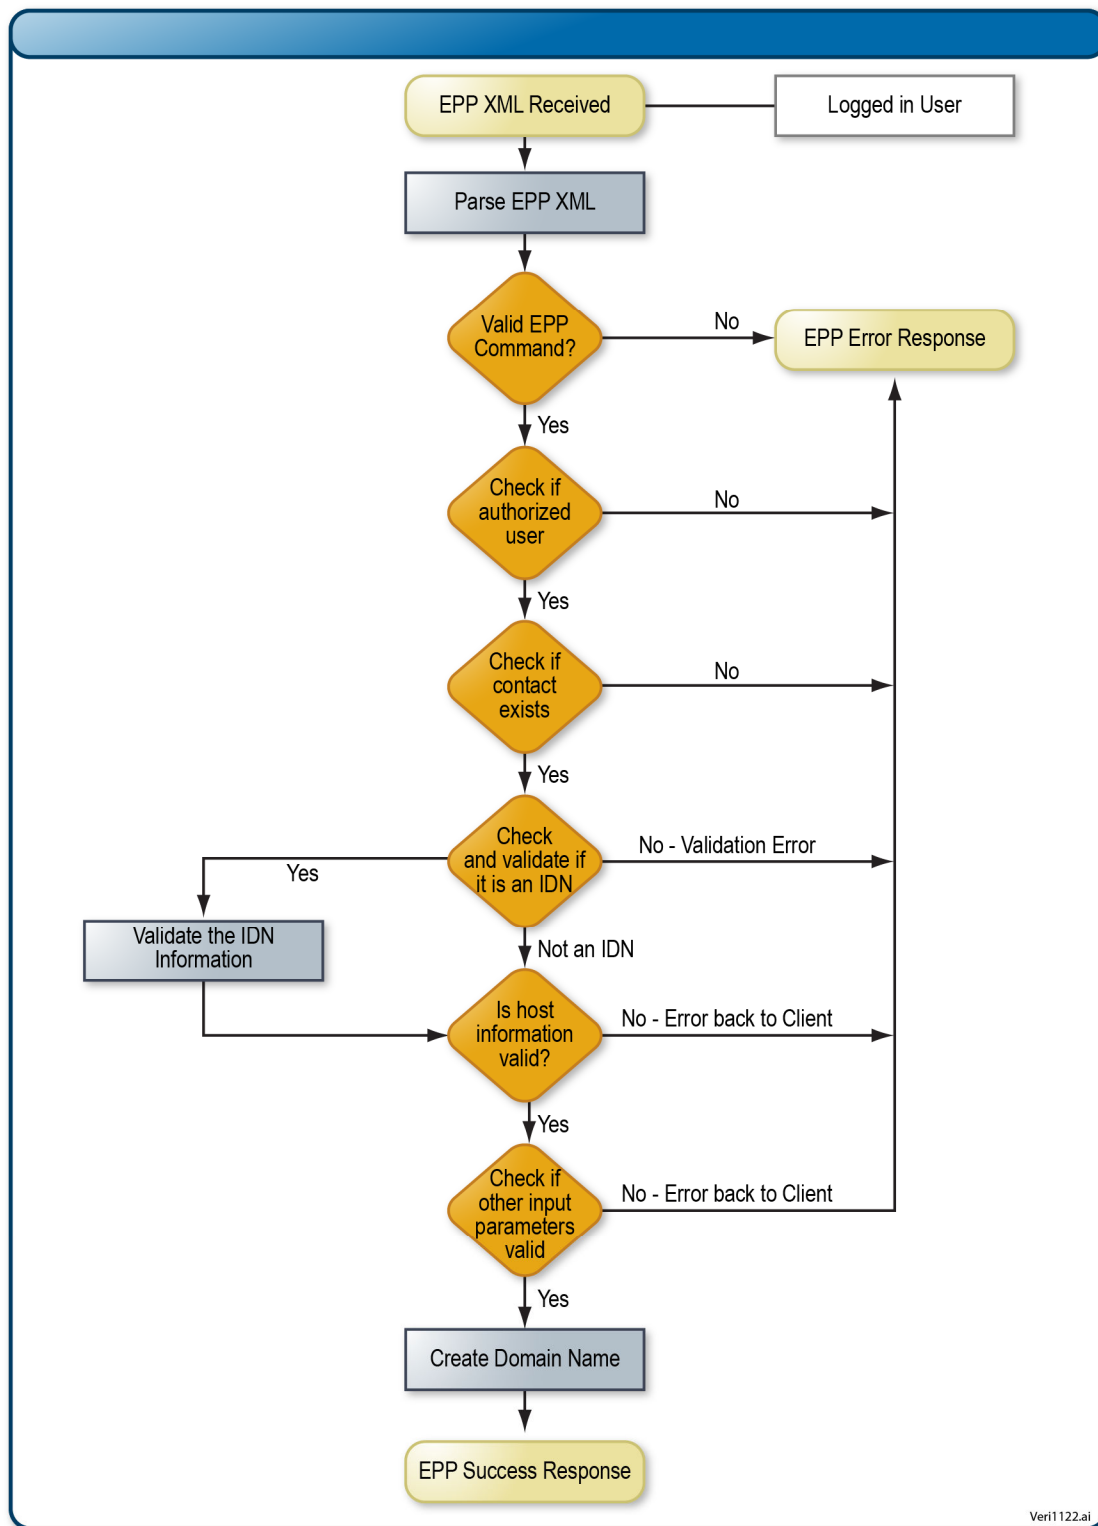 EPP XML Received
Logged in User
Parse EPP XML
Valid EPP
Command?
No
EPP Error Response
Yes
Check if
authorized
user
No
Yes
Check if
contact
exists
No
Yes
Check
and validate if
it is an IDN
No - Validation Error
Yes
Validate the IDN
Information
Not an IDN
Is host
information
valid?
No - Error back to Client
Yes
Check if
other input
parameters
valid
No - Error back to Client
Yes
Create Domain Name
EPP Success Response
Veri1122.ai